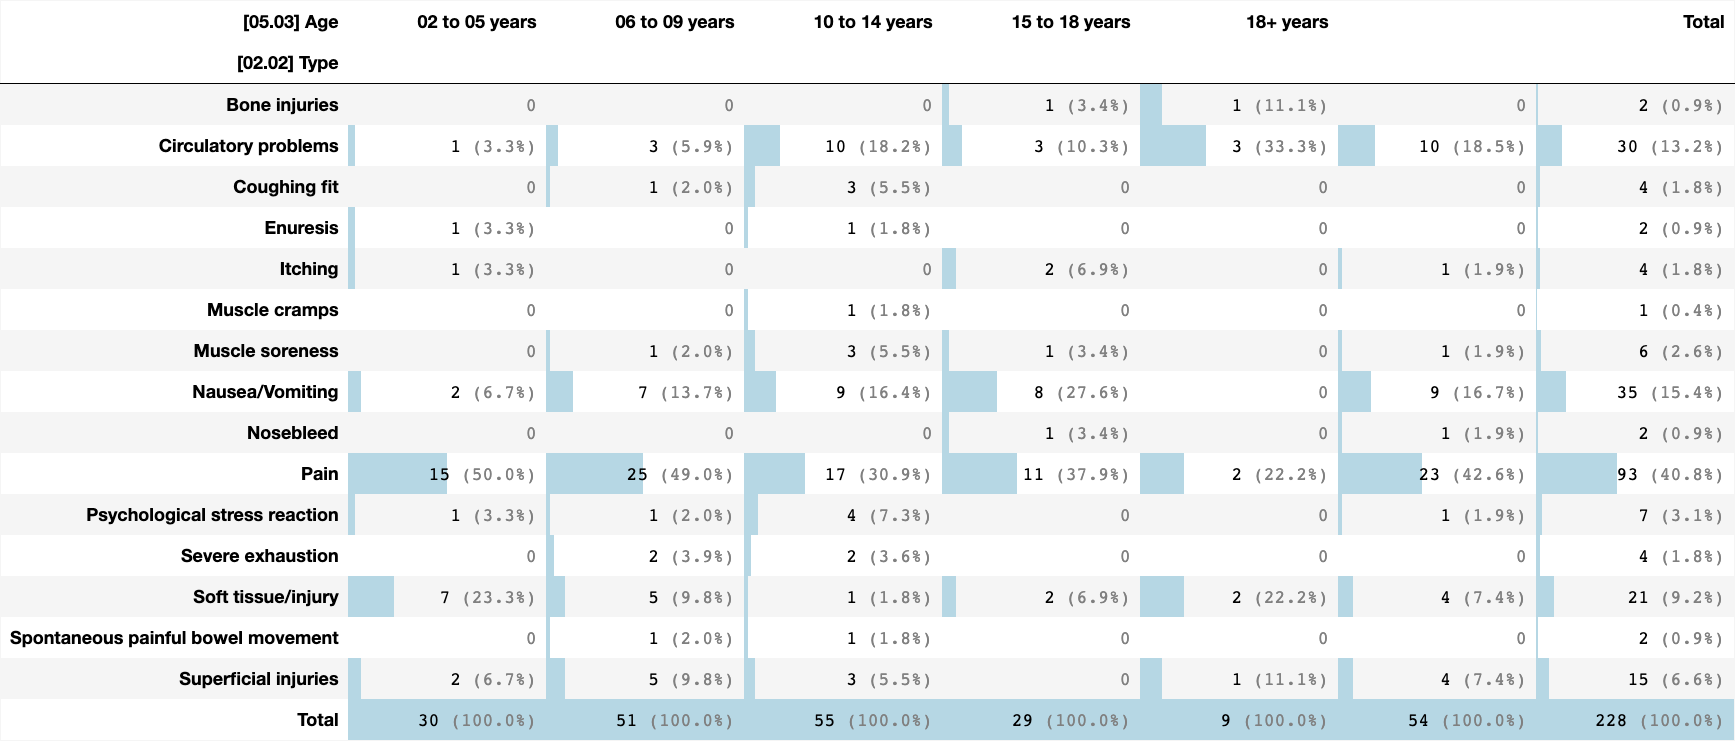 [05.03] Age 02 to 05 years 06 to 09 years 10 to 14 years 15 to 18 years 18+ years Total
[02.02] Type
Bone injuries 0 0 0 1 (3.4%) 1 (11.1%) 0 2 (0.9%)
Circulatory problems 1 (3.3%) 3 (5.9%) 10 (18.2%) 3 (10.3%) 3 (33.3%) 10 (18.5%) 30 (13.2%)
Coughing fit 0 1 (2.0%) 3 (5.5%) 0 0 0 4 (1.8%)
Enuresis 1 (3.3%) 0 1 (1.8%) 0 0 0 2 (0.9%)
Itching 1 (3.3%) 0 0 2 (6.9%) 0 1 (1.9%) 4 (1.8%)
Muscle cramps 0 0 1 (1.8%) 0 0 0 1 (0.4%)
Muscle soreness 0 1 (2.0%) 3 (5.5%) 1 (3.4%) 0 1 (1.9%) 6 (2.6%)
Nausea/Vomiting 2 (6.7%) 7 (13.7%) 9 (16.4%) 8 (27.6%) 0 9 (16.7%) 35 (15.4%)
Nosebleed 0 0 0 1 (3.4%) 0 1 (1.9%) 2 (0.9%)
Pain 15 (50.0%) 25 (49.0%) 17 (30.9%) 11 (37.9%) 2 (22.2%) 23 (42.6%) 93 (40.8%)
Psychological stress reaction 1 (3.3%) 1 (2.0%) 4 (7.3%) 0 0 1 (1.9%) 7 (3.1%)
Severe exhaustion 0 2 (3.9%) 2 (3.6%) 0 0 0 4 (1.8%)
Soft tissue/injury 7 (23.3%) 5 (9.8%) 1 (1.8%) 2 (6.9%) 2 (22.2%) 4 (7.4%) 21 (9.2%)
Spontaneous painful bowel movement 0 1 (2.0%) 1 (1.8%) 0 0 0 2 (0.9%)
Superficial injuries 2 (6.7%) 5 (9.8%) 3 (5.5%) 0 1 (11.1%) 4 (7.4%) 15 (6.6%)
Total 30 (100.0%) 51 (100.0%) 55 (100.0%) 29 (100.0%) 9 (100.0%) 54 (100.0%) 228 (100.0%)